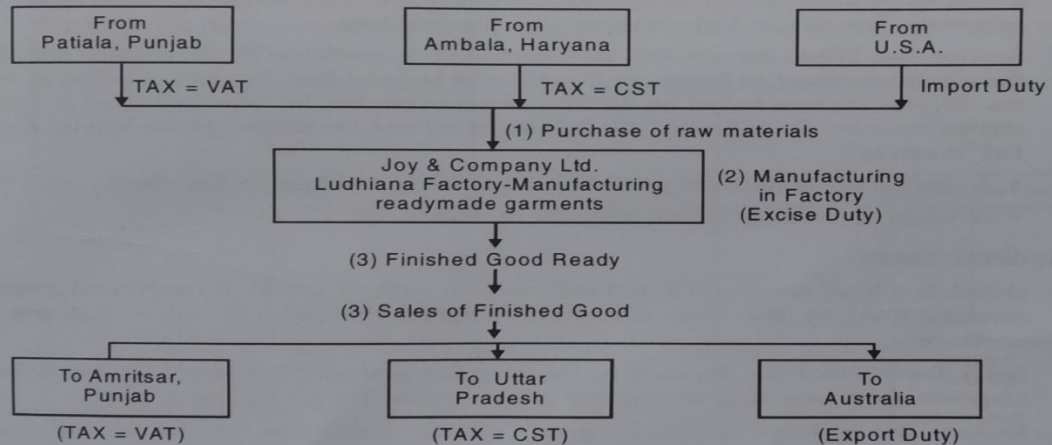 From
Patiala, Punjab
From
Ambala, Haryana
From
U.S.A.
TAX = VAT
TAX = CST
Import Duty
(1) Purchase of raw materials
Joy & Company Ltd.
Ludhiana Factory-Manufacturing
readymade garments
(2) Manufacturing
in Factory
(Excise Duty)
(3) Finished Good Ready
(3) Sales of Finished Good
To Amritsar,
Punjab
To Uttar
Pradesh
To
Australia
(TAX = VAT)
(TAX = CST)
(Export Duty)